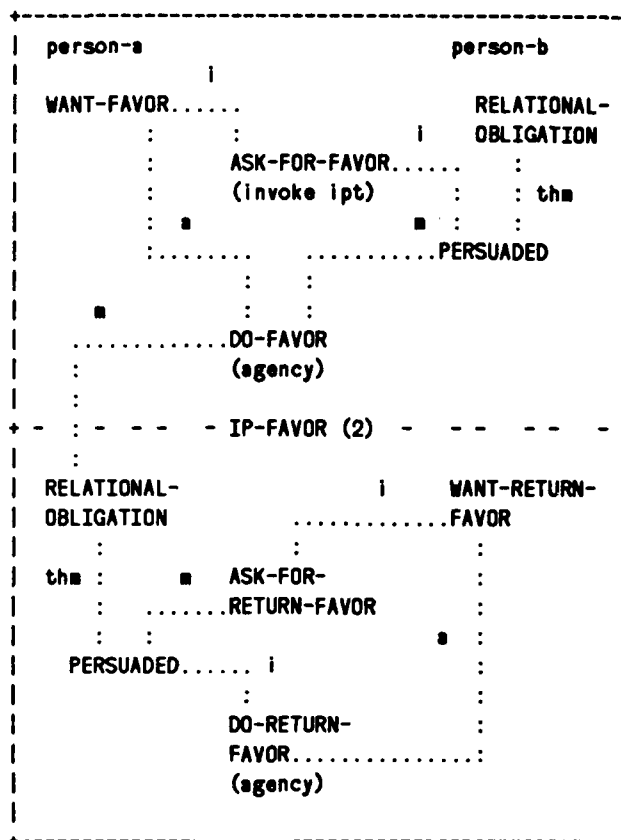 person-a person-b
i
WANT-FAVOR...... RELATIONAL-
: : i OBLIGATION
: ASK-FOR-FAVOR...... :
: (invoke ipt) : : thm
: a m : :
:........ ...........PERSUADED
: :
m : :
.............DO-FAVOR
: (agency)
:
+ - : - - - - IP-FAVOR (2) - - - - - -
:
RELATIONAL- i WANT-RETURN-
OBLIGATION .............FAVOR
: : :
thm : m ASK-FOR- :
: .......RETURN-FAVOR :
: : a :
PERSUADED...... i :
: :
DO-RETURN- :
FAVOR...............:
(agency)